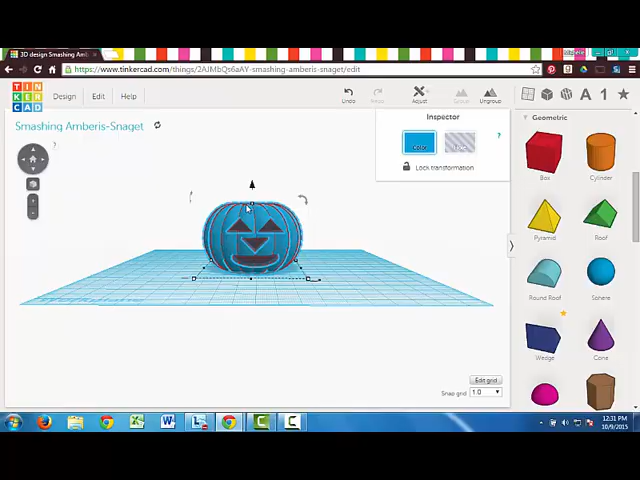 3D design Smashing Amb
https://www.tinkercad.com/things/2AJMbQs6aAY-smashing-amberis-snaget/edit
TIN
KER
CAD
Design
Edit
Help
Undo
Redo
Adjust
Group
Ungroup
Smashing Amberis-Snaget
Inspector
Color
Hole
Lock transformation
?
Geometric
Box
Cylinder
Pyramid
Roof
Round Roof
Sphere
Wedge
Cone
Edit grid
Snap grid 1.0
12:31 PM
10/9/2015